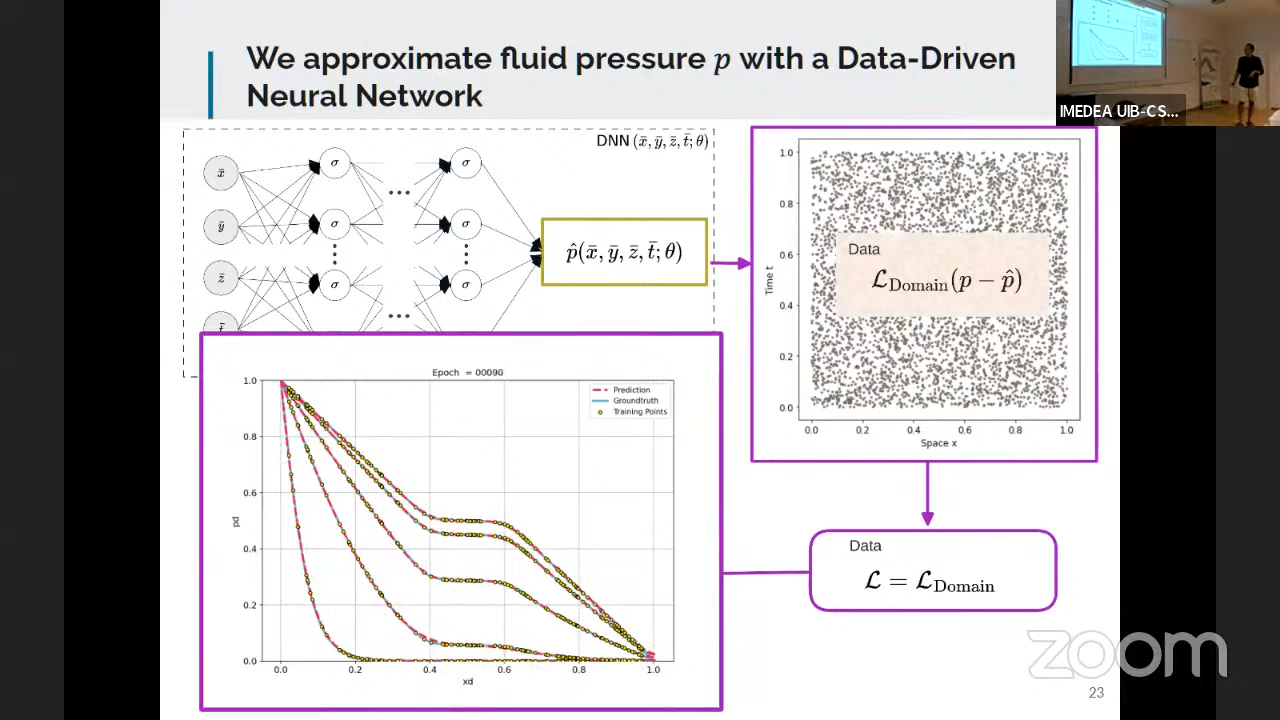 We approximate fluid pressure p with a Data-Driven
Neural Network
IMEDEA UIB-CS...
DNN (x̄, ȳ, z̄, t̄; θ)
x̄
ȳ
z̄
t̄
σ
σ
σ
σ
σ
σ
p̂(x̄, ȳ, z̄, t̄; θ)
1.0
0.8
0.6
0.4
0.2
0.0
Time t
Data
ℒDomain(p − p̂)
0.0 0.2 0.4 0.6 0.8 1.0
Space x
Epoch = 00090
Prediction
Groundtruth
Training Points
1.0
0.8
0.6
0.4
0.2
0.0
pd
0.0 0.2 0.4 0.6 0.8 1.0
xd
Data
ℒ = ℒDomain
zoom
23